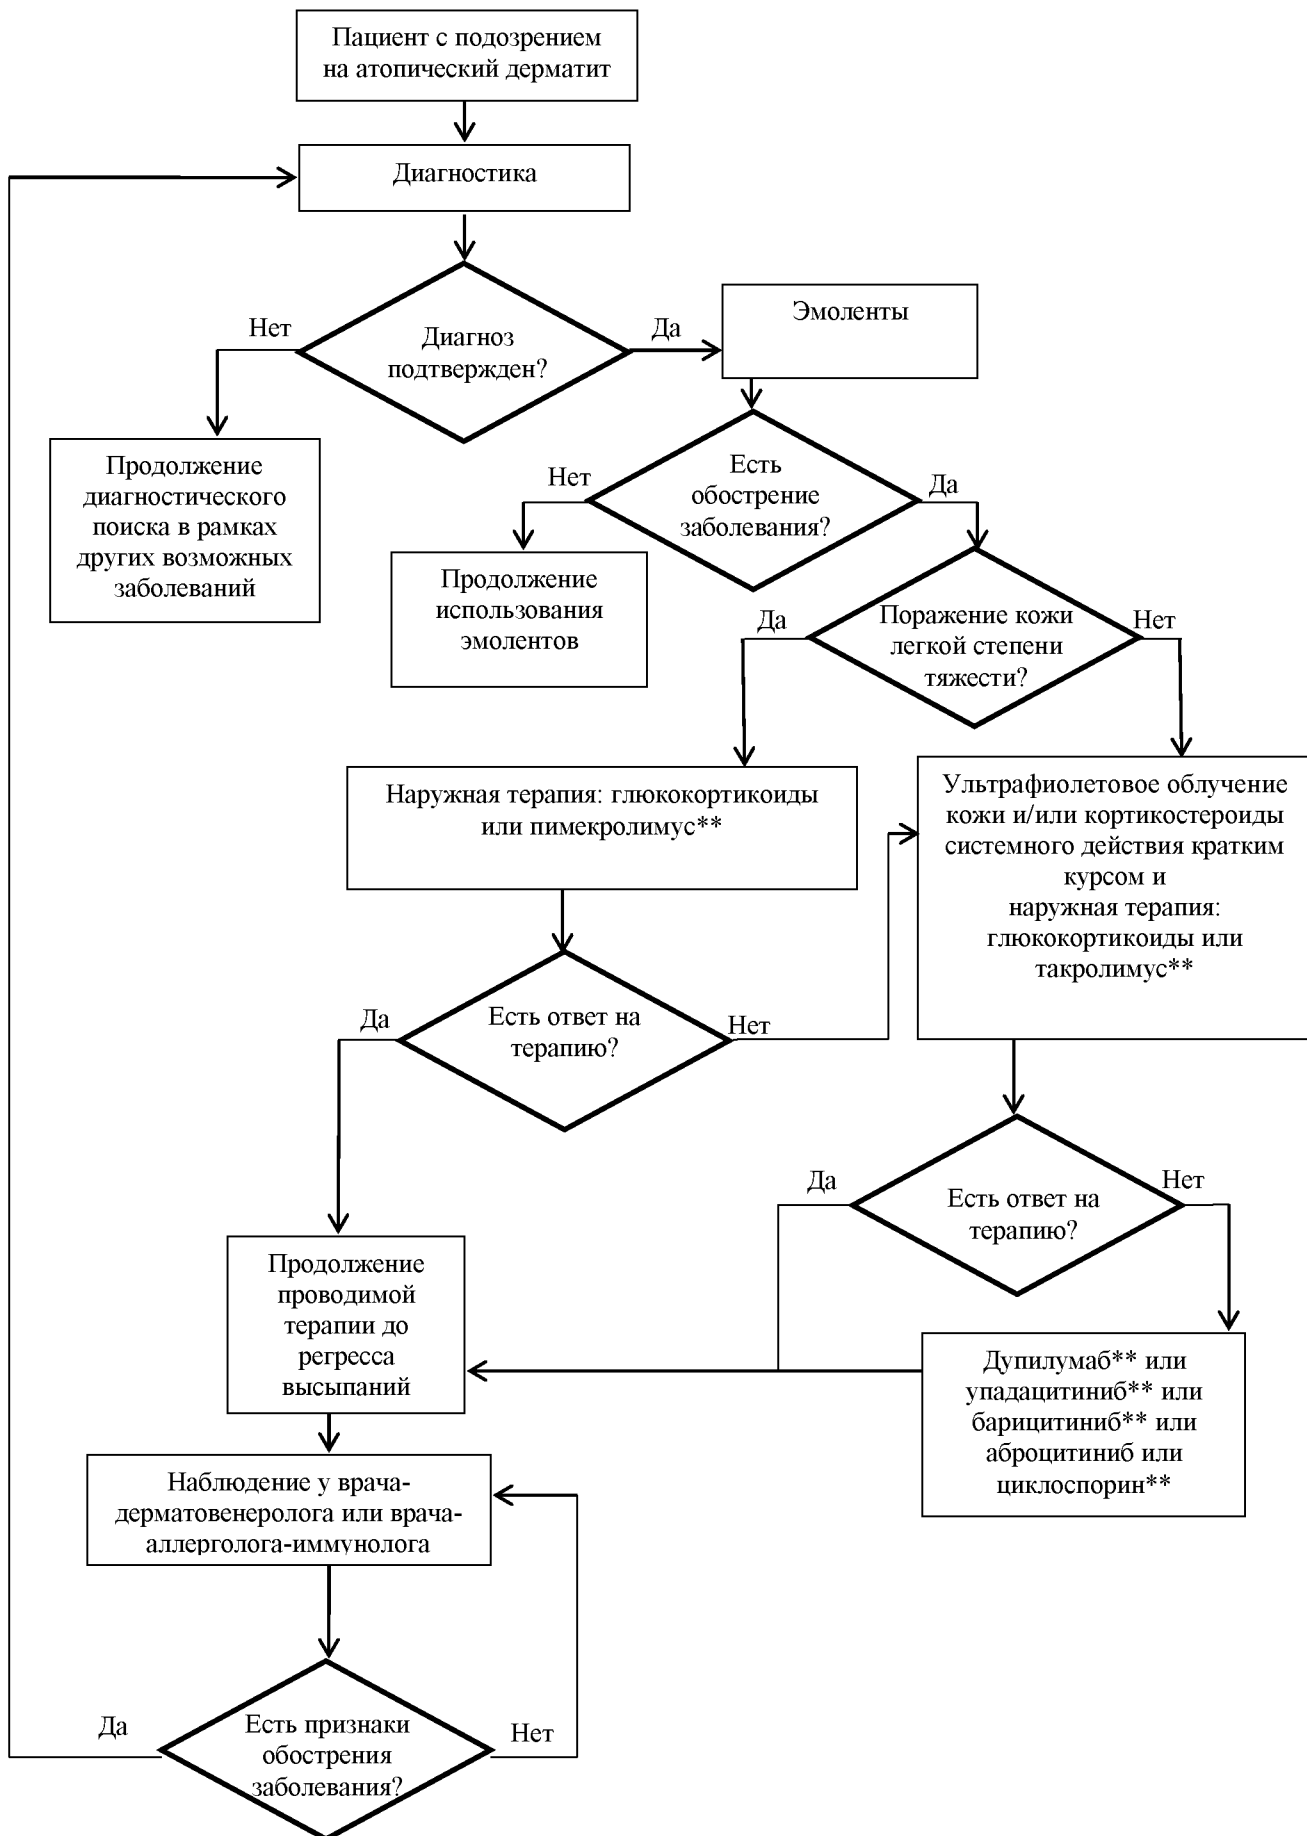 Пациент с подозрением
на атопический дерматит
Диагностика
Диагноз
подтвержден?
Нет
Да
Эмоленты
Продолжение
диагностического
поиска в рамках
других возможных
заболеваний
Есть
обострение
заболевания?
Нет
Да
Продолжение
использования
эмолентов
Поражение кожи
легкой степени
тяжести?
Да
Нет
Наружная терапия: глюкокортикоиды
или пимекролимус**
Ультрафиолетовое облучение
кожи и/или кортикостероиды
системного действия кратким
курсом и
наружная терапия:
глюкокортикоиды или
такролимус**
Есть ответ на
терапию?
Да
Нет
Есть ответ на
терапию?
Да
Нет
Продолжение
проводимой
терапии до
регресса
высыпаний
Дупилумаб** или
упадацитиниб** или
барицитиниб** или
аброцитиниб или
циклоспорин**
Наблюдение у врача-
дерматовенеролога или врача-
аллерголога-иммунолога
Есть признаки
обострения
заболевания?
Да
Нет